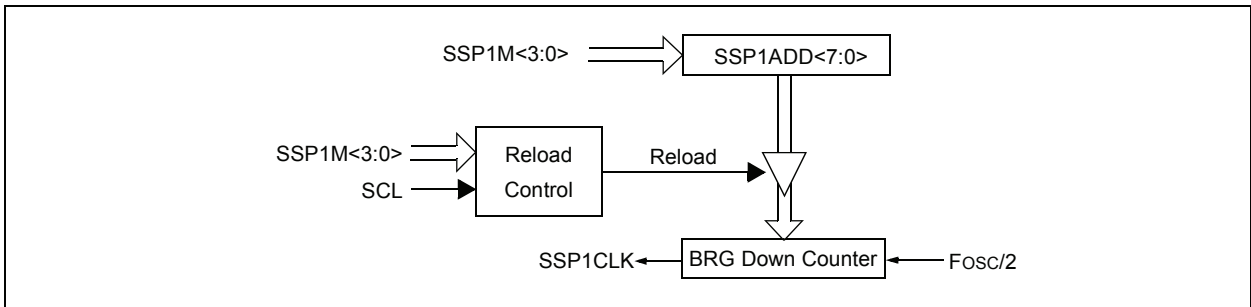 SSP1M<3:0>
SSP1ADD<7:0>
SSP1M<3:0>
SCL
Reload
Control
Reload
SSP1CLK
BRG Down Counter
FOSC/2